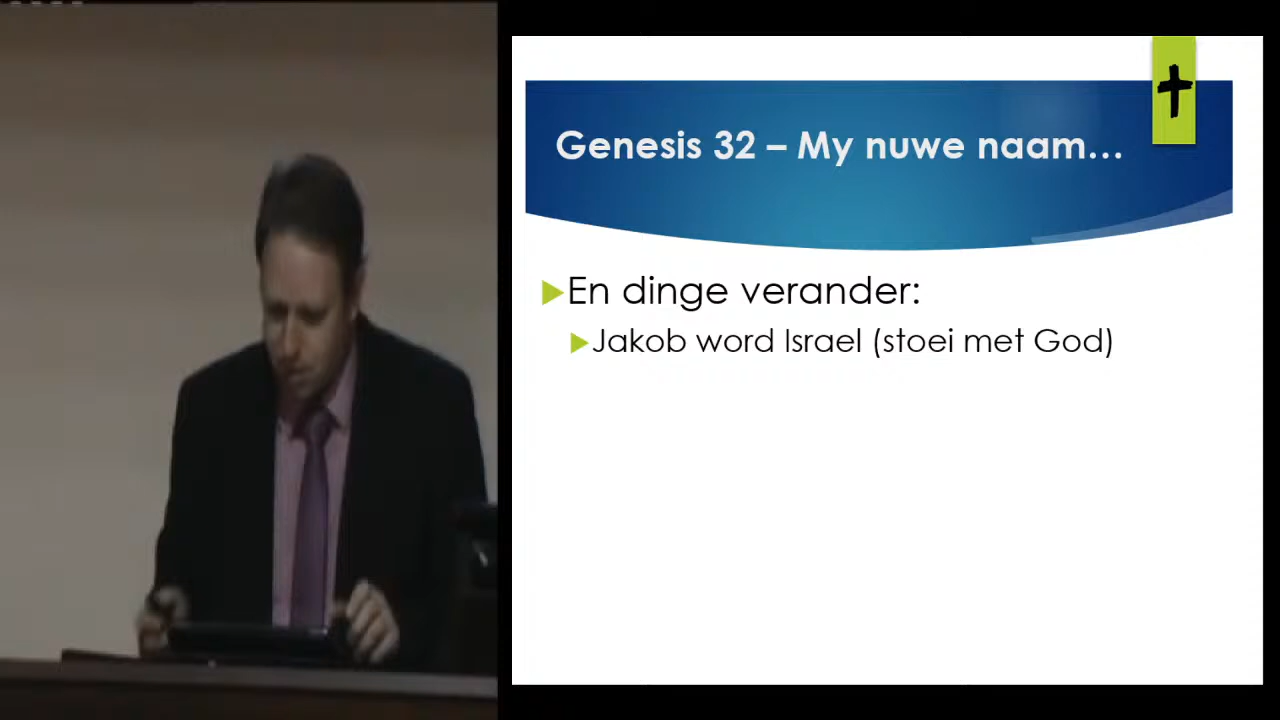 Genesis 32 – My nuwe naam…
En dinge verander:
Jakob word Israel (stoei met God)